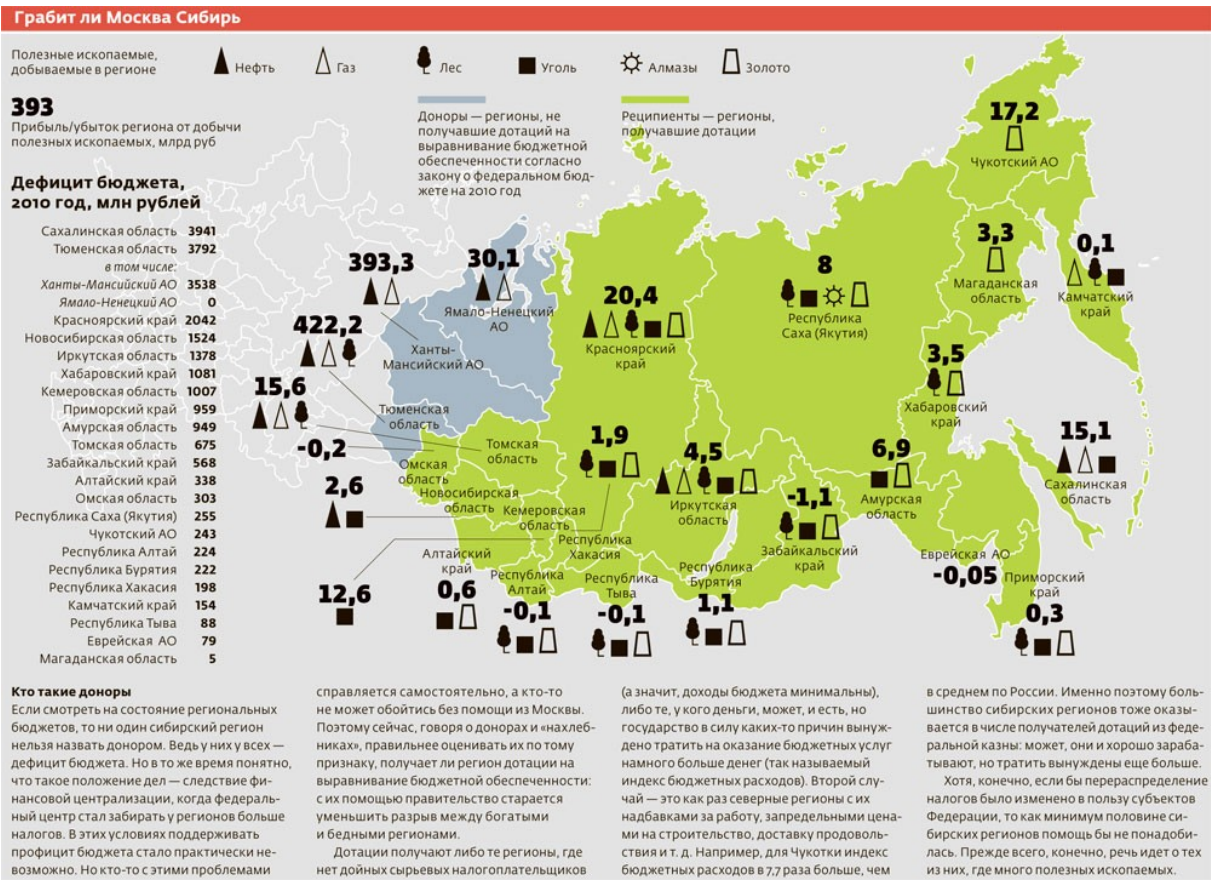 Грабит ли Москва Сибирь
Полезные ископаемые,
добываемые в регионе
Нефть
Газ
Лес
Уголь
Алмазы
Золото
393
Прибыль/убыток региона от добычи
полезных ископаемых, млрд руб
Доноры — регионы, не
получавшие дотаций на
выравнивание бюджетной
обеспеченности согласно
закону о федеральном бюд-
жете на 2010 год
Реципиенты — регионы,
получавшие дотации
Дефицит бюджета,
2010 год, млн рублей
Сахалинская область 3941
Тюменская область 3792
в том числе:
Ханты-Мансийский АО 3538
Ямало-Ненецкий АО 0
Красноярский край 2042
Новосибирская область 1524
Иркутская область 1378
Хабаровский край 1081
Кемеровская область 1007
Приморский край 959
Амурская область 949
Томская область 675
Забайкальский край 568
Алтайский край 338
Омская область 303
Республика Саха (Якутия) 255
Чукотский АО 243
Республика Алтай 224
Республика Бурятия 222
Республика Хакасия 198
Камчатский край 154
Республика Тыва 88
Еврейская АО 79
Магаданская область 5
17,2
Чукотский АО
3,3
Магаданская
область
0,1
Камчатский
край
393,3
Ханты-
Мансийский АО
30,1
Ямало-Ненецкий
АО
20,4
Красноярский
край
8
Республика
Саха (Якутия)
422,2
Тюменская
область
15,6
Томская
область
-0,2
Омская
область
2,6
Новосибирская
область
Кемеровская
область
12,6
1,9
Республика
Хакасия
4,5
Иркутская
область
3,5
Хабаровский
край
6,9
Амурская
область
15,1
Сахалинская
область
-1,1
Забайкальский
край
Алтайский
край
0,6
Республика
Алтай
-0,1
Республика
Тыва
-0,1
Республика
Бурятия
1,1
Еврейская АО
-0,05
Приморский
край
0,3
Кто такие доноры
Если смотреть на состояние региональных
бюджетов, то ни один сибирский регион
нельзя назвать донором. Ведь у них у всех —
дефицит бюджета. Но в то же время понятно,
что такое положение дел — следствие фи-
нансовой централизации, когда федераль-
ный центр стал забирать у регионов больше
налогов. В этих условиях поддерживать
профицит бюджета стало практически не-
возможно. Но кто-то с этими проблемами
справляется самостоятельно, а кто-то
не может обойтись без помощи из Москвы.
Поэтому сейчас, говоря о донорах и «нахлеб-
никах», правильнее оценивать их по тому
признаку, получает ли регион дотации на
выравнивание бюджетной обеспеченности:
с их помощью правительство старается
уменьшить разрыв между богатыми
и бедными регионами.
Дотации получают либо те регионы, где
нет дойных сырьевых налогоплательщиков
(а значит, доходы бюджета минимальны),
либо те, у кого деньги, может, и есть, но
государство в силу каких-то причин вынуж-
дено тратить на оказание бюджетных услуг
намного больше денег (так называемый
индекс бюджетных расходов). Второй слу-
чай — это как раз северные регионы с их
надбавками за работу, запредельными цена-
ми на строительство, доставку продоволь-
ствия и т. д. Например, для Чукотки индекс
бюджетных расходов в 7,7 раза больше, чем
в среднем по России. Именно поэтому боль-
шинство сибирских регионов тоже оказы-
вается в числе получателей дотаций из феде-
ральной казны: может, они и хорошо зараба-
тывают, но тратить вынуждены еще больше.
Хотя, конечно, если бы перераспределение
налогов было изменено в пользу субъектов
Федерации, то как минимум половине си-
бирских регионов помощь бы не понадоби-
лась. Прежде всего, конечно, речь идет о тех
из них, где много полезных ископаемых.